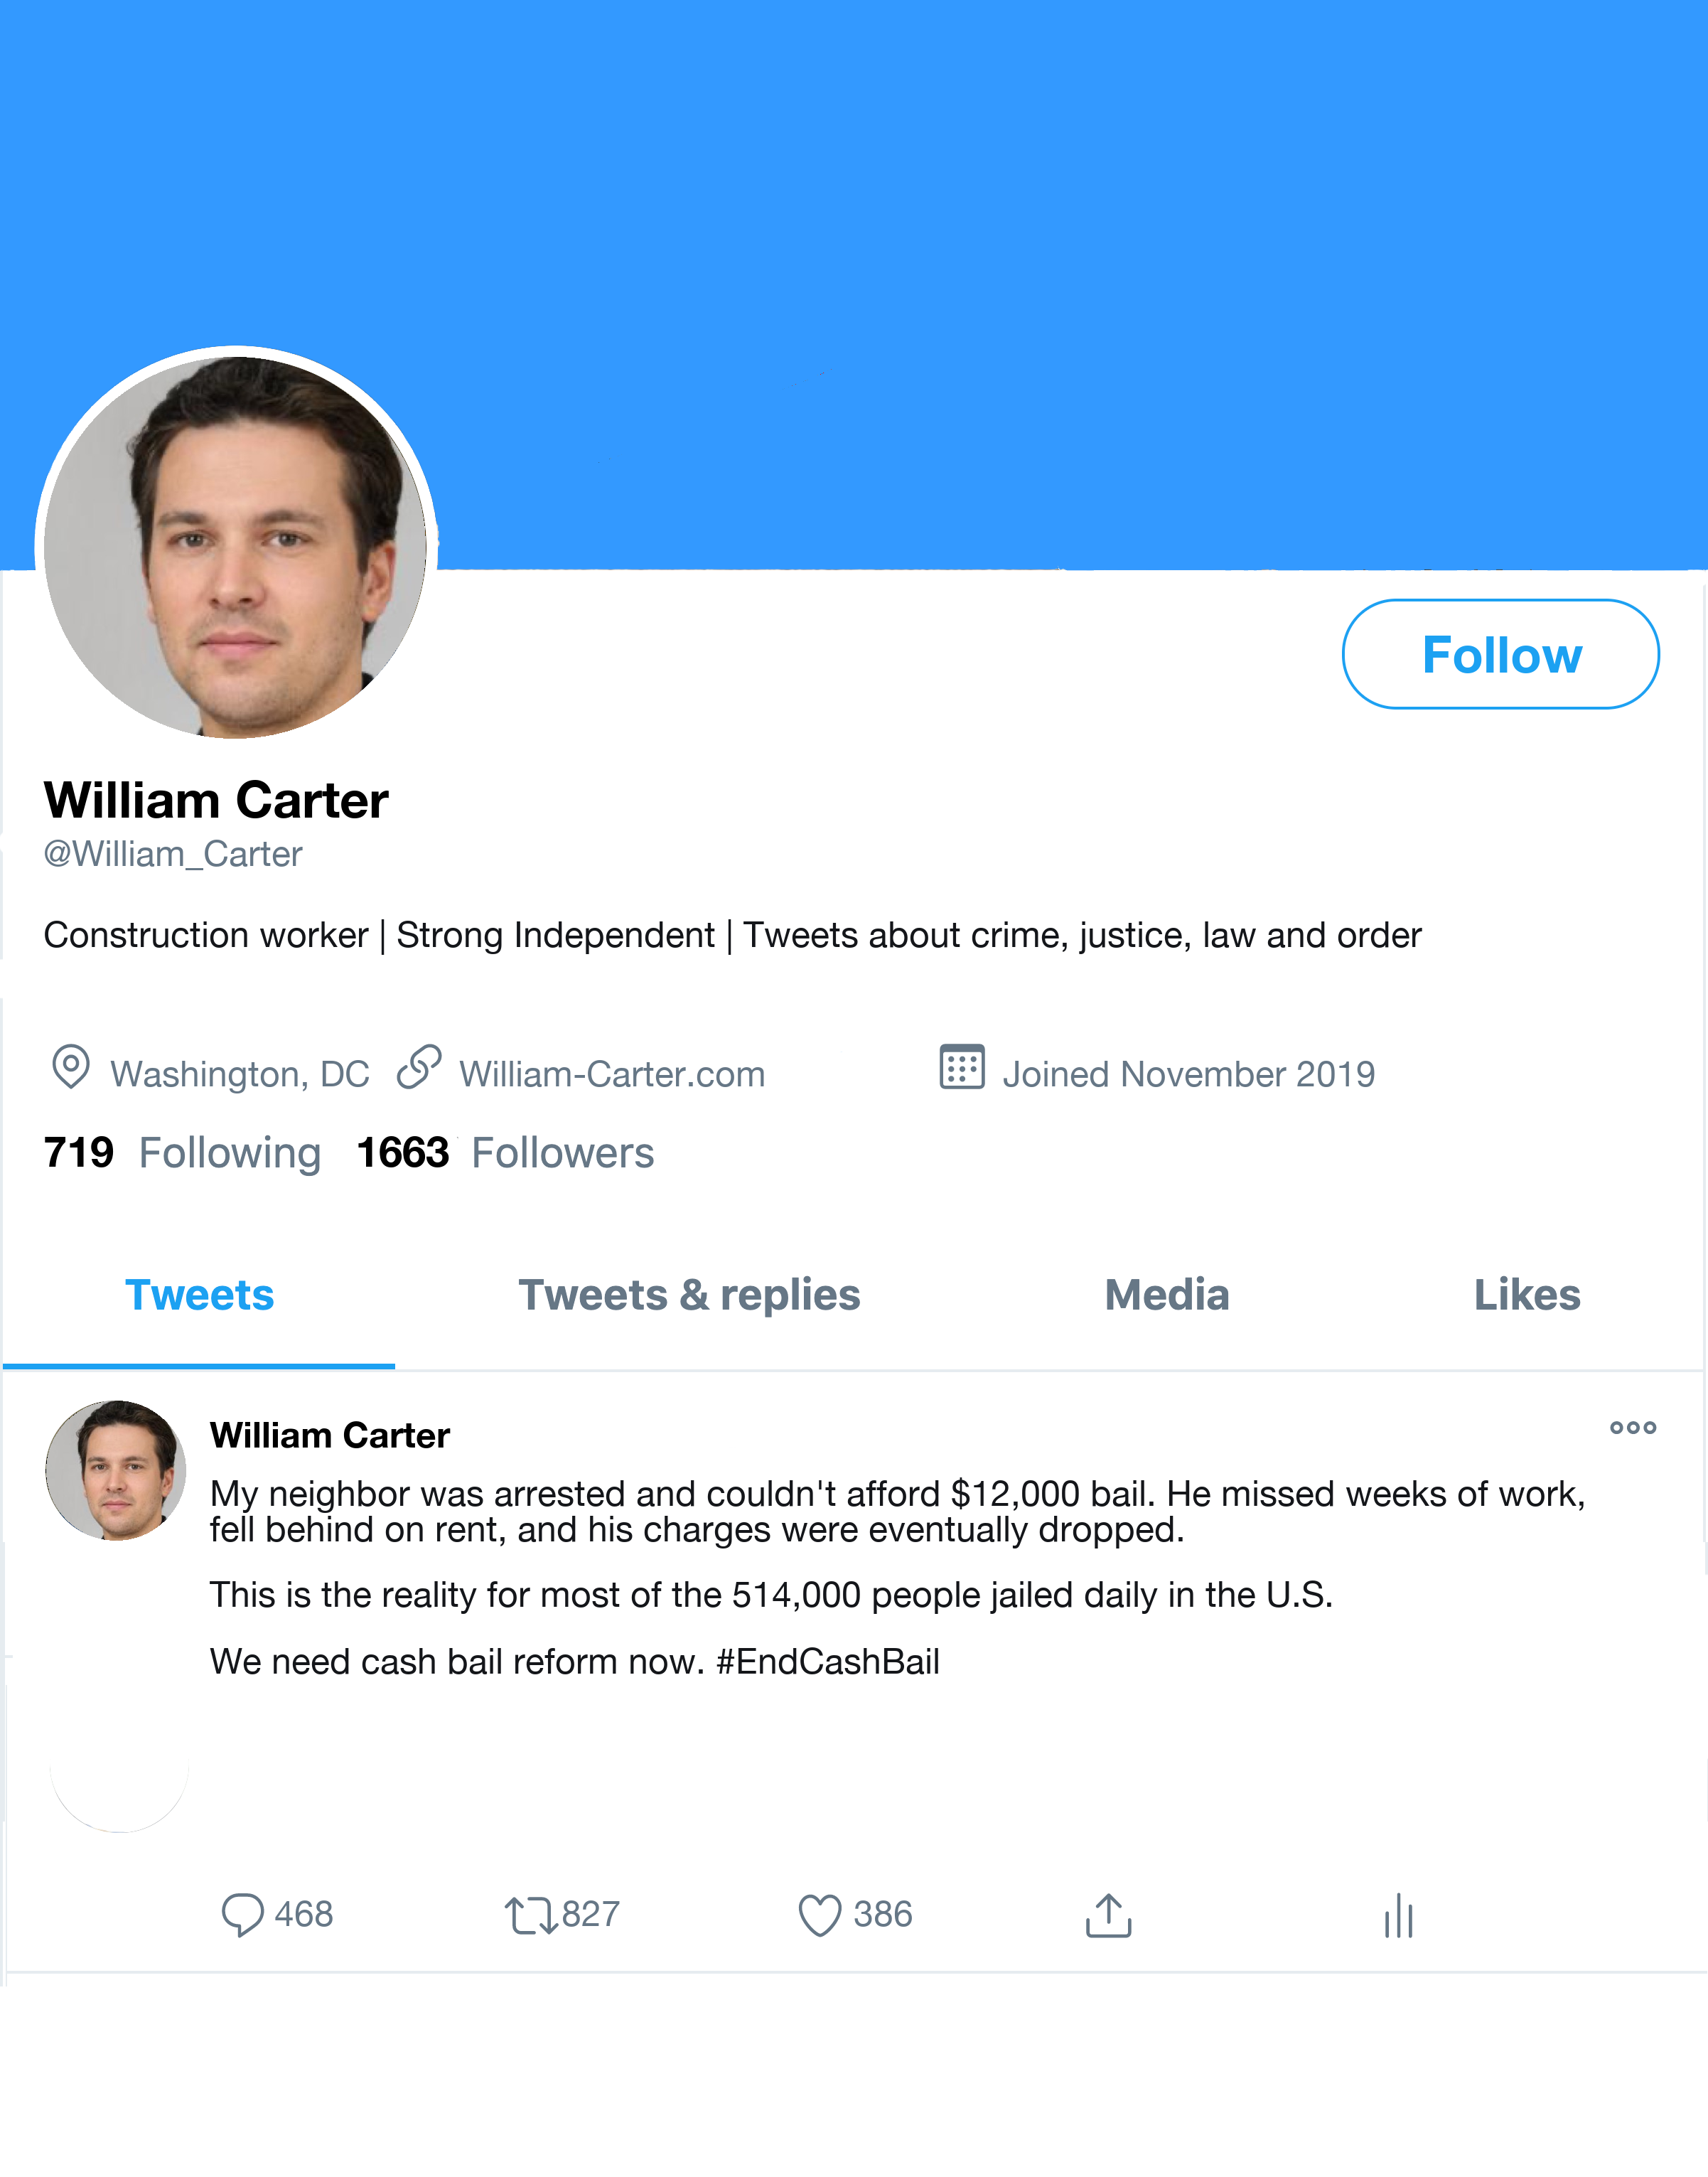 Follow
William Carter
@William_Carter
Construction worker | Strong Independent | Tweets about crime, justice, law and order
Washington, DC William-Carter.com Joined November 2019
719 Following 1663 Followers
Tweets Tweets & replies Media Likes
William Carter
My neighbor was arrested and couldn't afford $12,000 bail. He missed weeks of work,
fell behind on rent, and his charges were eventually dropped.
This is the reality for most of the 514,000 people jailed daily in the U.S.
We need cash bail reform now. #EndCashBail
468 827 386